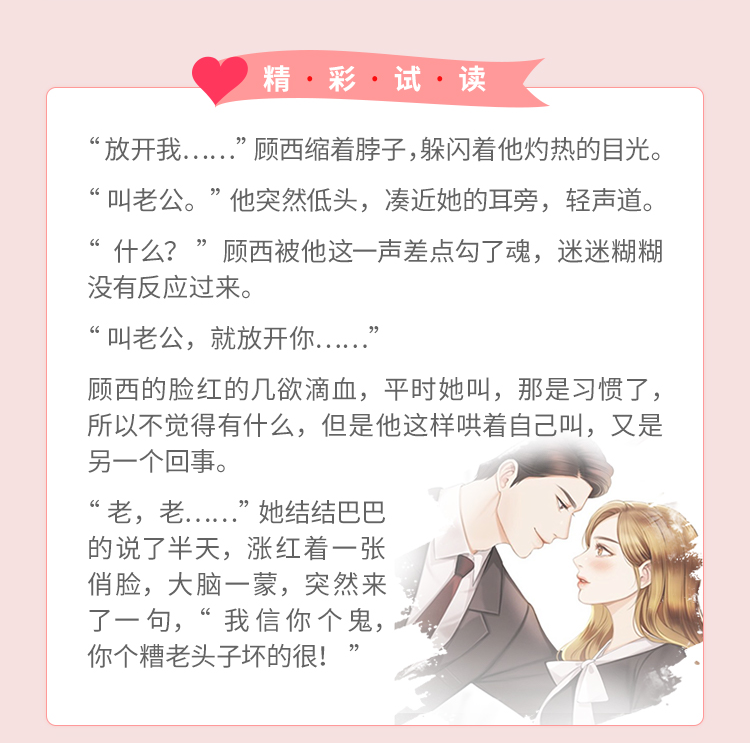 精·彩·试·读
“放开我……”顾西缩着脖子，躲闪着他灼热的目光。
“叫老公。”他突然低头，凑近她的耳旁，轻声道。
“什么？”顾西被他这一声差点勾了魂，迷迷糊糊
没有反应过来。
“叫老公，就放开你……”
顾西的脸红的几欲滴血，平时她叫，那是习惯了，
所以不觉得有什么，但是他这样哄着自己叫，又是
另一个回事。
“老，老……”她结结巴巴
的说了半天，涨红着一张
俏脸，大脑一蒙，突然来
了一句，“我信你个鬼，
你个糟老头子坏的很！”